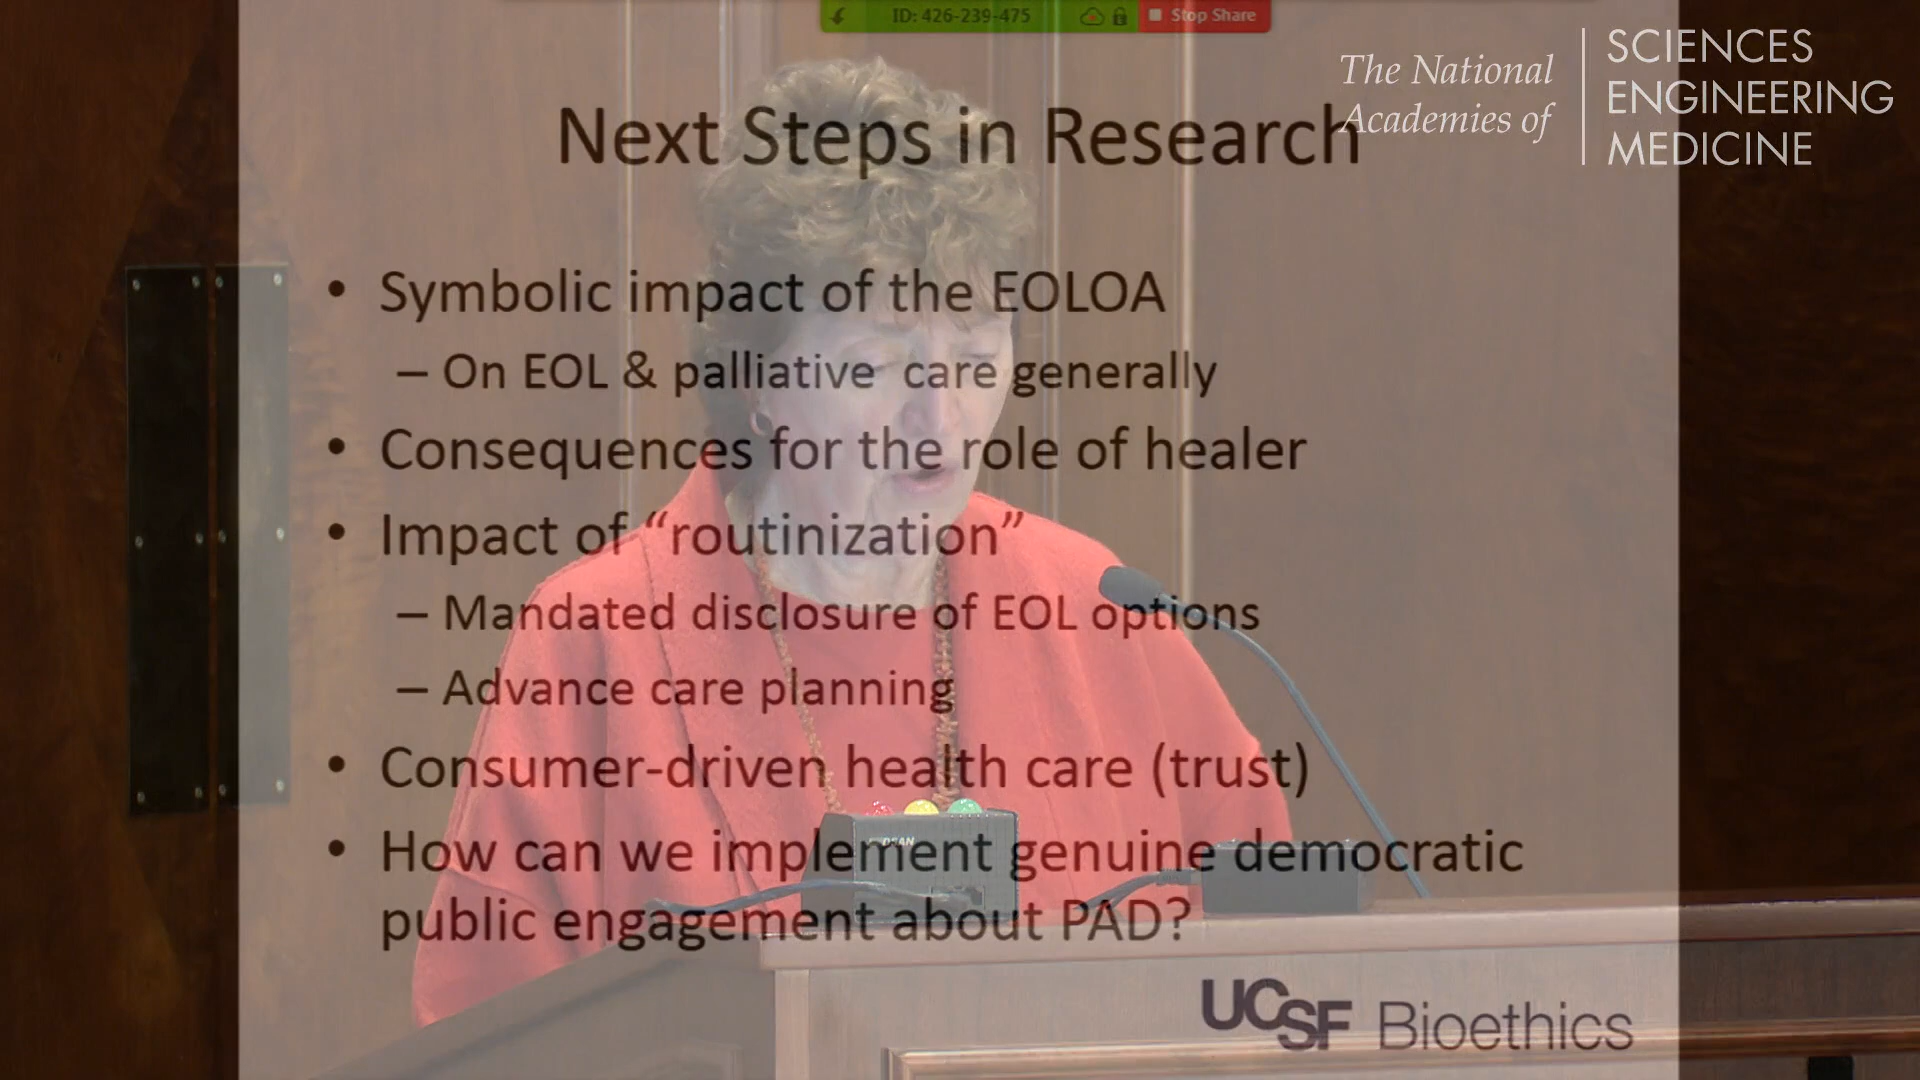 ID: 426-239-475
Stop Share
The National
Academies of
SCIENCES
ENGINEERING
MEDICINE
Next Steps in Research
• Symbolic impact of the EOLOA
– On EOL & palliative care generally
• Consequences for the role of healer
• Impact of “routinization”
– Mandated disclosure of EOL options
– Advance care planning
• Consumer-driven health care (trust)
• How can we implement genuine democratic
public engagement about PAD?
UCSF Bioethics